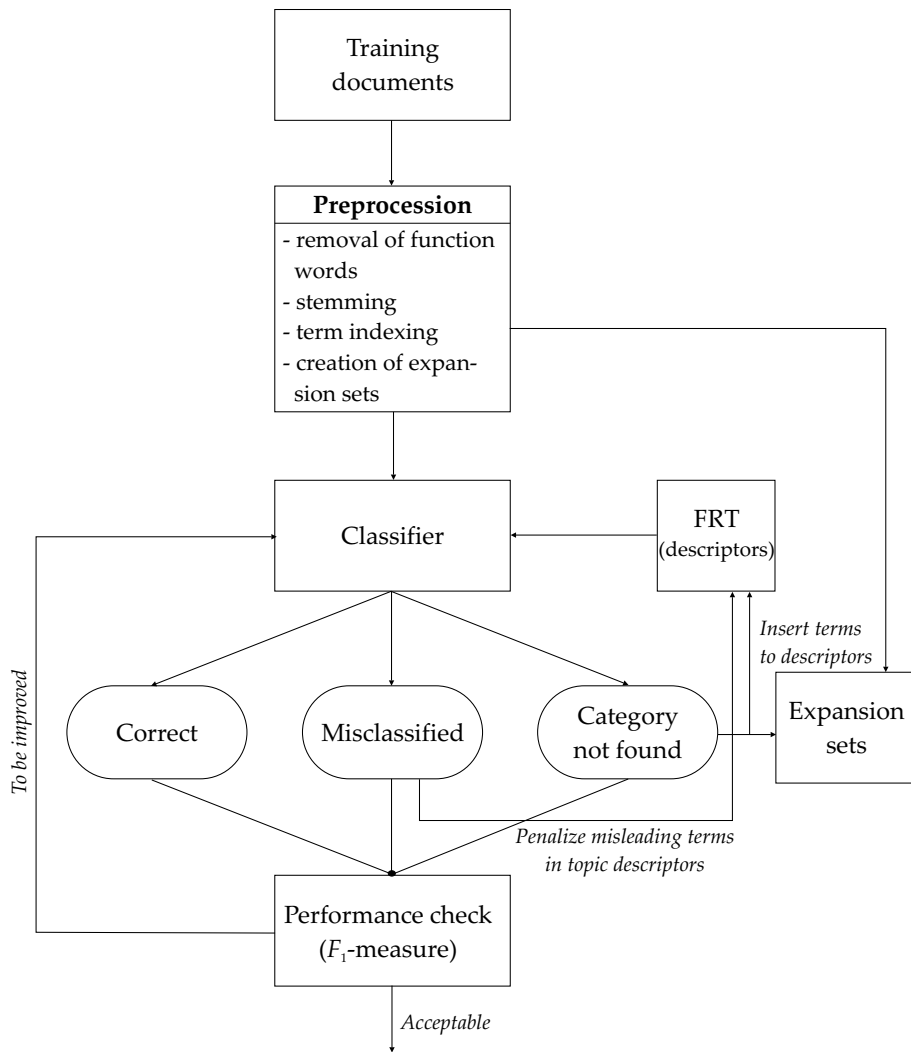 Training
documents
Preprocession
- removal of function
words
- stemming
- term indexing
- creation of expan-
sion sets
Classifier
FRT
(descriptors)
Insert terms
to descriptors
To be improved
Correct
Misclassified
Category
not found
Expansion
sets
Penalize misleading terms
in topic descriptors
Performance check
(F₁-measure)
Acceptable